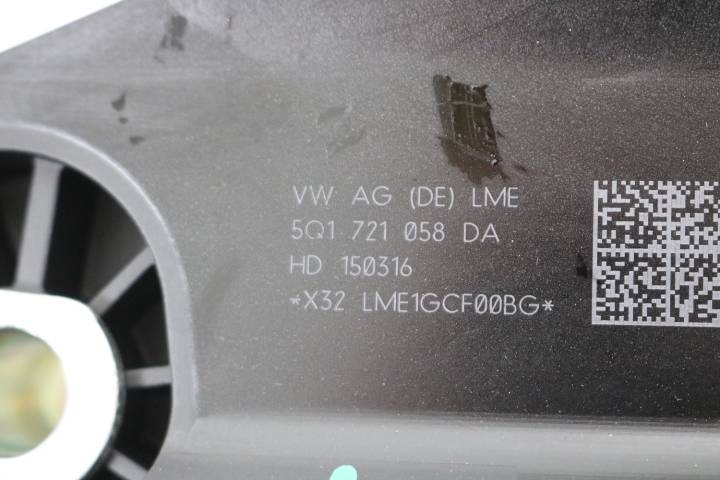 VW AG (DE) LME
5Q1 721 058 DA
HD 150316
*X32 LME1GCF00BG*